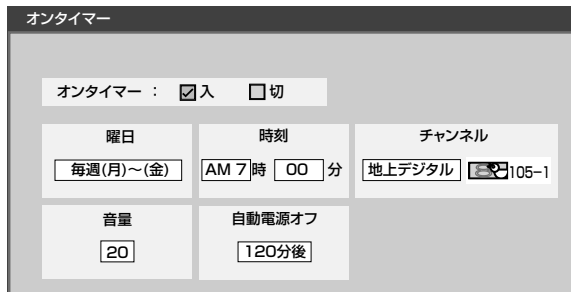 オンタイマー
オンタイマー : 入 切
曜日 時刻 チャンネル
毎週(月)〜(金) AM 7 時 00 分 地上デジタル 105-1
音量 自動電源オフ
20 120分後